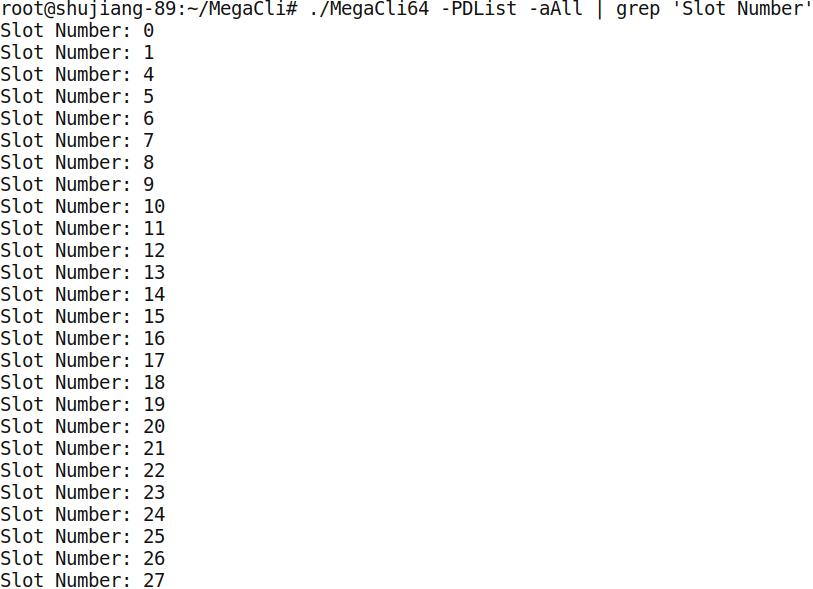 root@shujiang-89:~/MegaCli# ./MegaCli64 -PDList -aAll | grep 'Slot Number'
Slot Number: 0
Slot Number: 1
Slot Number: 4
Slot Number: 5
Slot Number: 6
Slot Number: 7
Slot Number: 8
Slot Number: 9
Slot Number: 10
Slot Number: 11
Slot Number: 12
Slot Number: 13
Slot Number: 14
Slot Number: 15
Slot Number: 16
Slot Number: 17
Slot Number: 18
Slot Number: 19
Slot Number: 20
Slot Number: 21
Slot Number: 22
Slot Number: 23
Slot Number: 24
Slot Number: 25
Slot Number: 26
Slot Number: 27